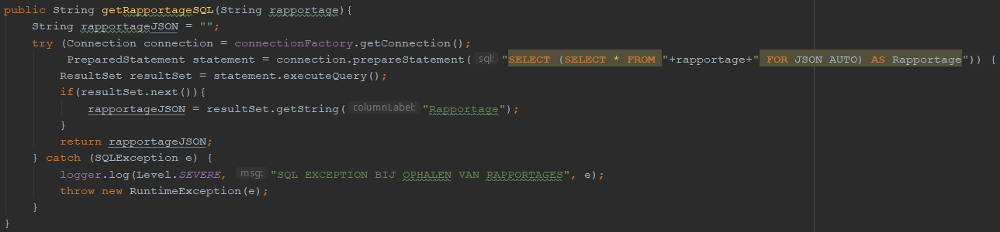 public String getRapportageSQL(String rapportage){
    String rapportageJSON = "";
    try (Connection connection = connectionFactory.getConnection();
         PreparedStatement statement = connection.prepareStatement( sql: "SELECT (SELECT * FROM "+rapportage+" FOR JSON AUTO) AS Rapportage")) {
        ResultSet resultSet = statement.executeQuery();
        if(resultSet.next()){
            rapportageJSON = resultSet.getString( columnLabel: "Rapportage");
        }
        return rapportageJSON;
    } catch (SQLException e) {
        logger.log(Level.SEVERE, msg: "SQL EXCEPTION BIJ OPHALEN VAN RAPPORTAGES", e);
        throw new RuntimeException(e);
    }
}